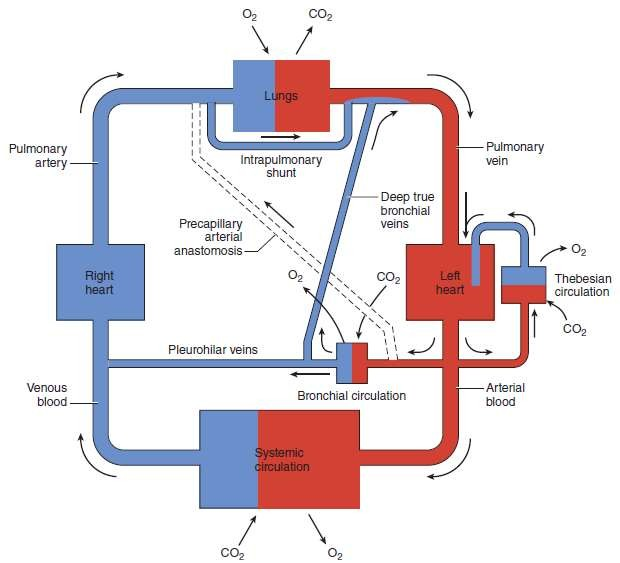 O2
CO2
Lungs
Pulmonary
artery
Intrapulmonary
shunt
Pulmonary
vein
Deep true
bronchial
veins
Precapillary
arterial
anastomosis
Right
heart
O2
CO2
Left
heart
O2
Thebesian
circulation
CO2
Pleurohilar veins
Venous
blood
Bronchial circulation
Arterial
blood
Systemic
circulation
CO2
O2